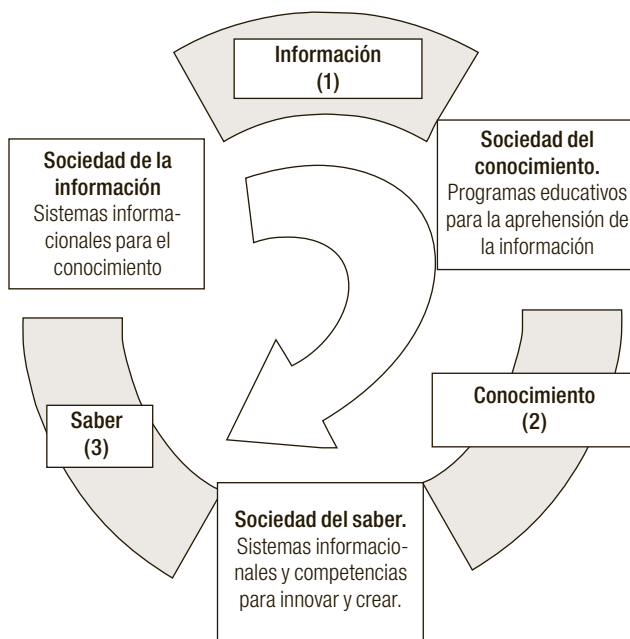 Información
(1)
Sociedad del
conocimiento.
Programas educativos
para la aprehensión de
la información
Sociedad de la
información
Sistemas informa-
cionales para el
conocimiento
Conocimiento
(2)
Saber
(3)
Sociedad del saber.
Sistemas informacio-
nales y competencias
para innovar y crear.